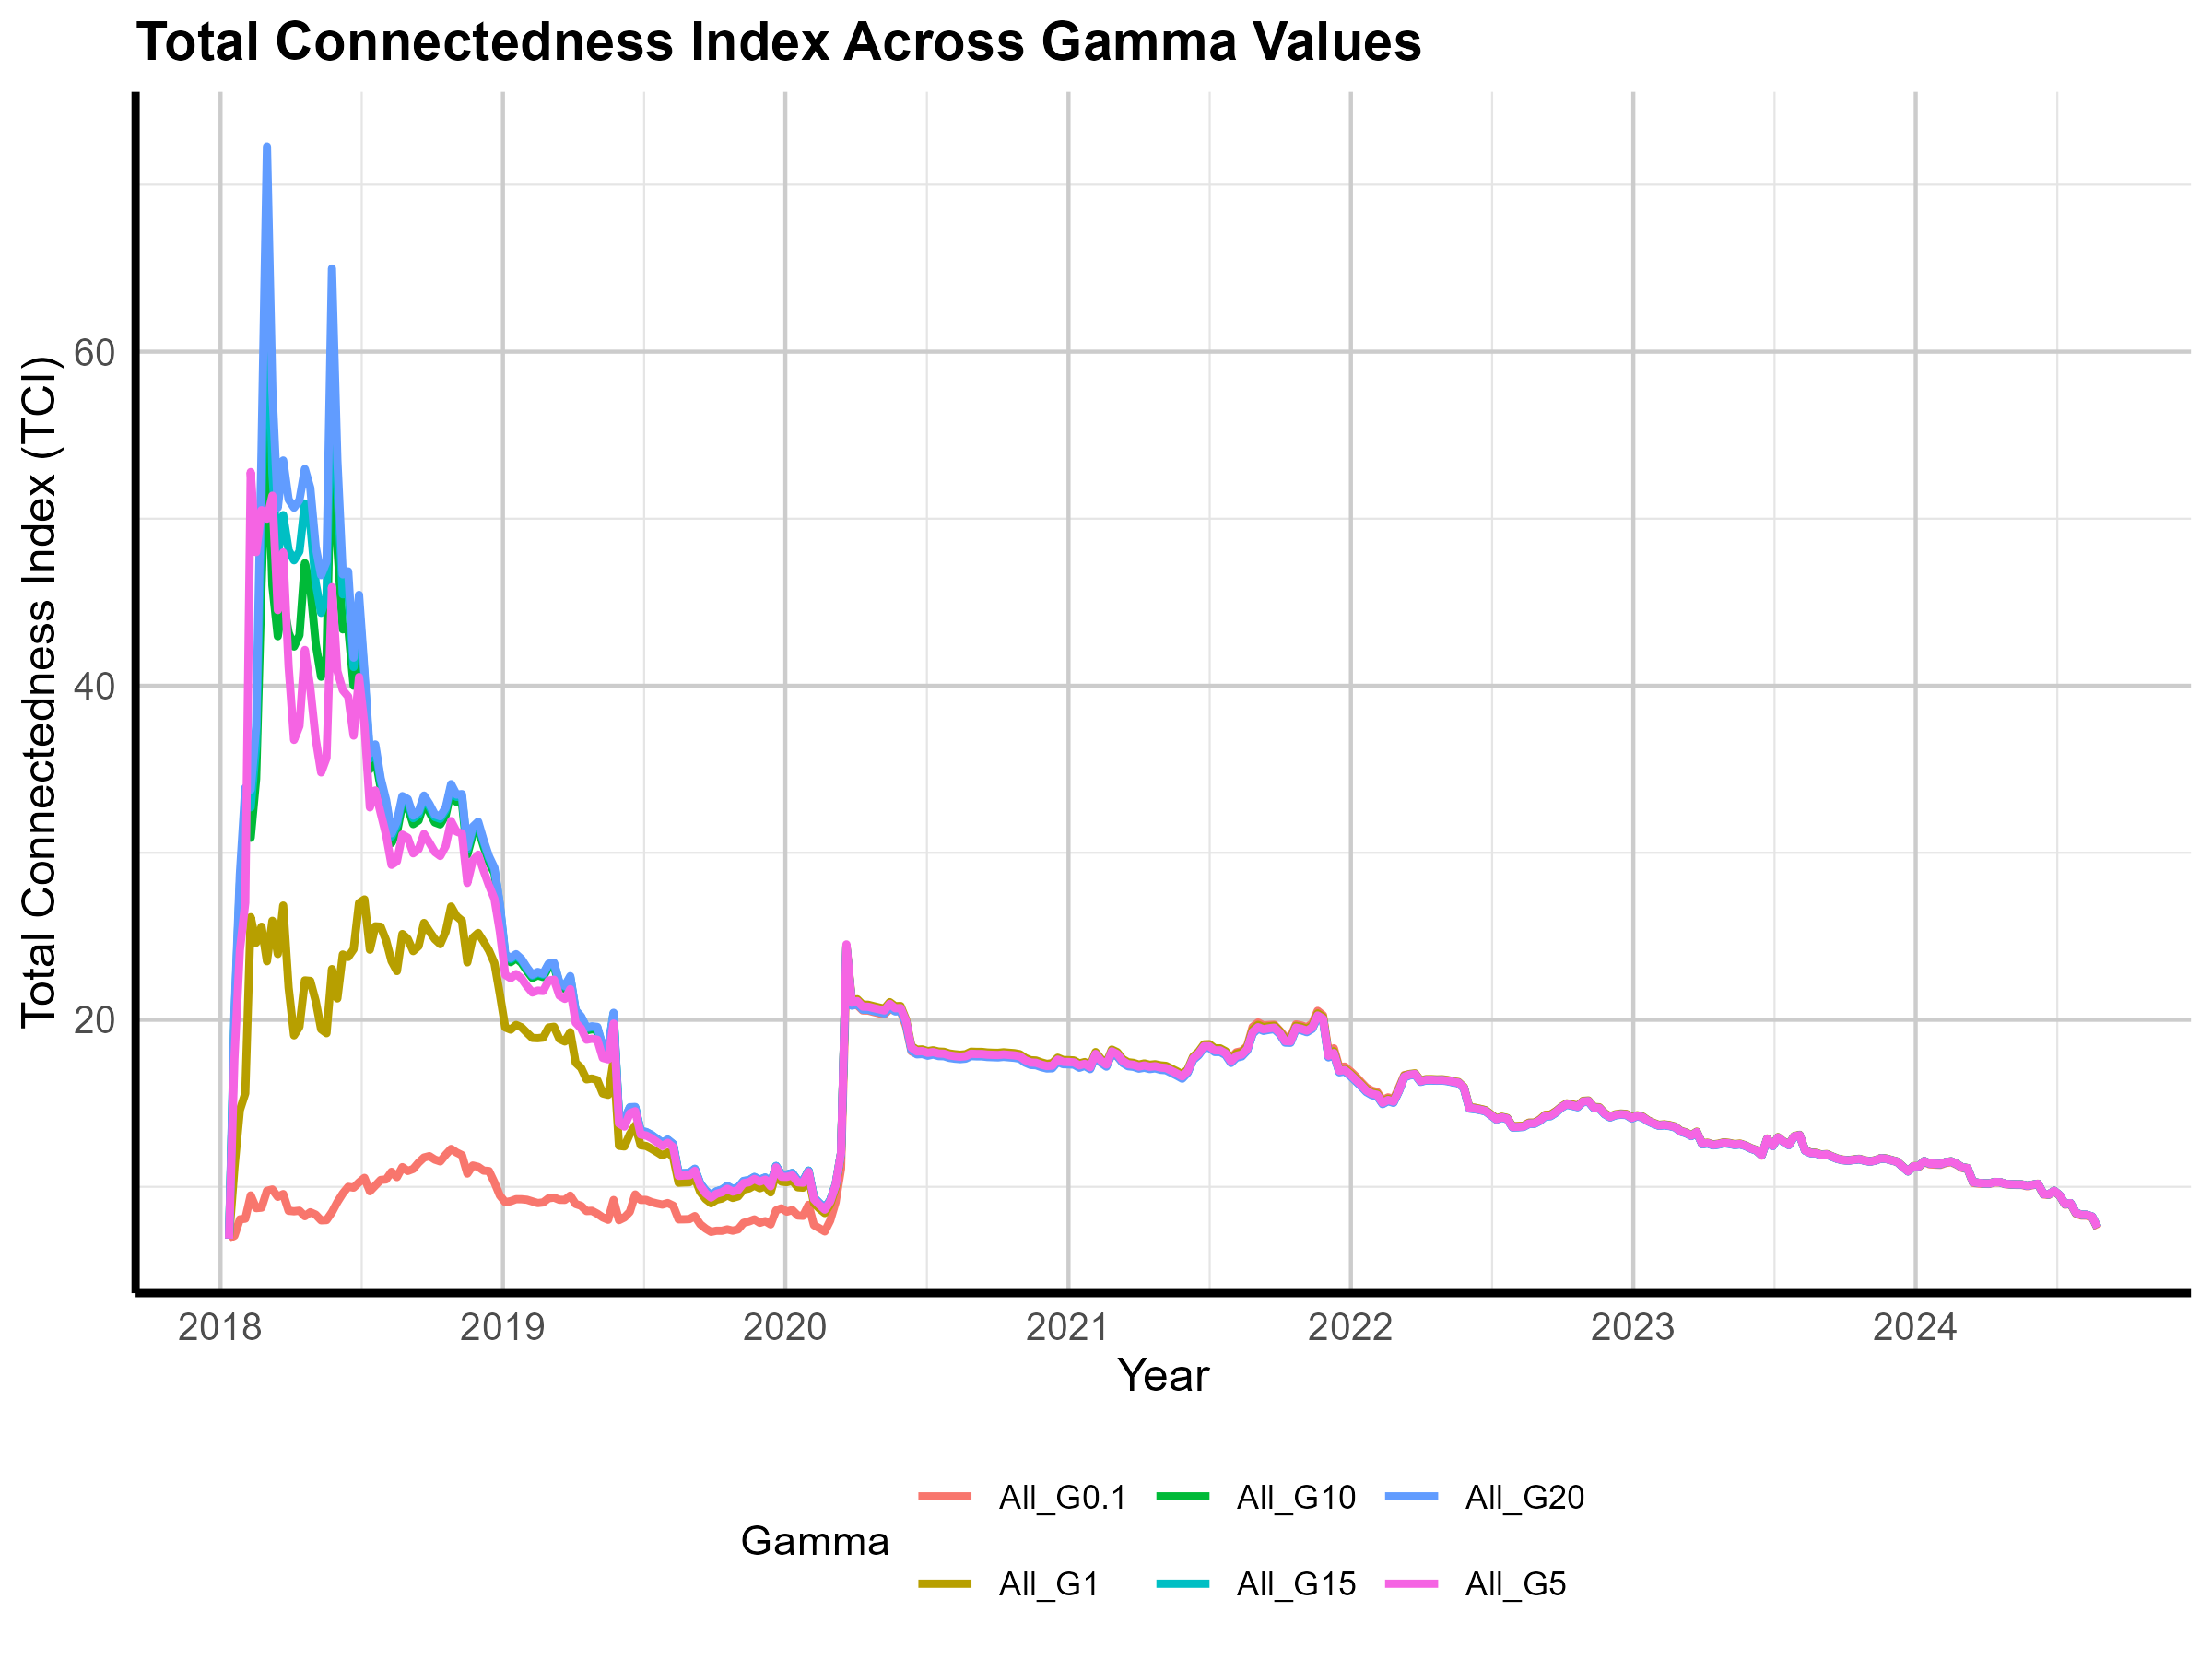 Total Connectedness Index Across Gamma Values
Total Connectedness Index (TCI)
60
40
20
2018 2019 2020 2021 2022 2023 2024
Year
Gamma
All_G0.1 All_G10 All_G20
All_G1 All_G15 All_G5